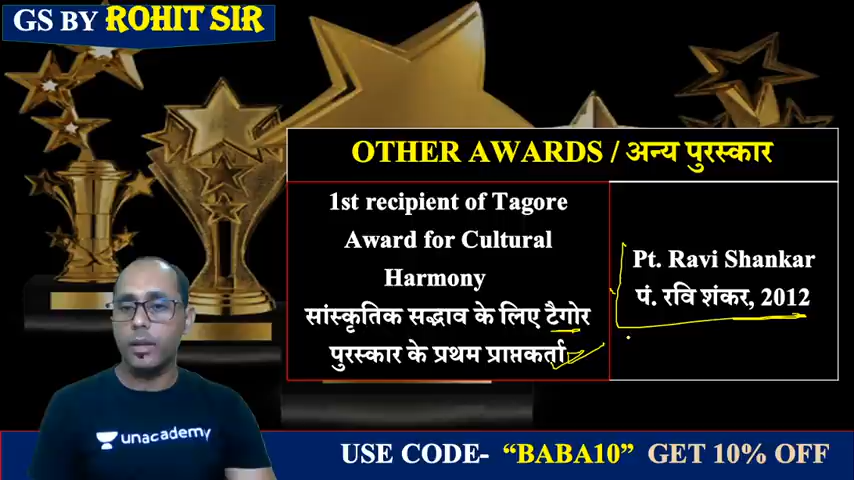 GS BY ROHIT SIR
OTHER AWARDS / अन्य पुरस्कार
1st recipient of Tagore
Award for Cultural
Harmony
सांस्कृतिक सद्भाव के लिए टैगोर
पुरस्कार के प्रथम प्राप्तकर्ता
Pt. Ravi Shankar
पं. रवि शंकर, 2012
unacademy
USE CODE- “BABA10” GET 10% OFF